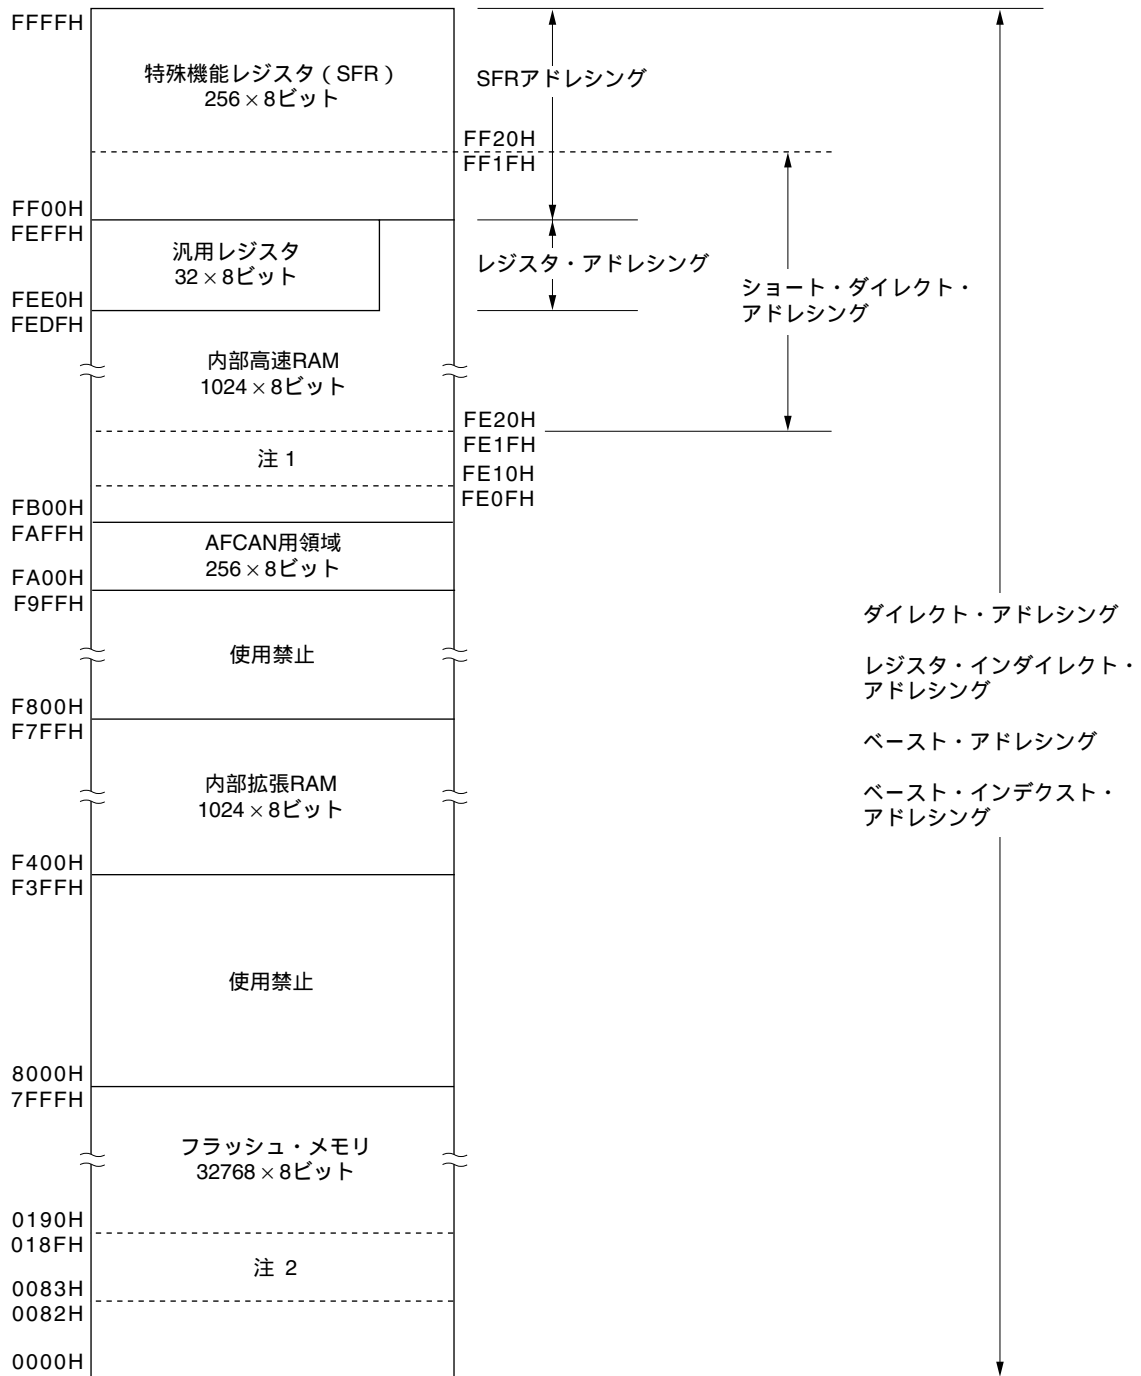 FFFFH
特殊機能レジスタ（SFR）
256×8ビット
SFRアドレシング
FF20H
FF1FH
FF00H
FEFFH
汎用レジスタ
32×8ビット
レジスタ・アドレシング
ショート・ダイレクト・
アドレシング
FEE0H
FEDFH
内部高速RAM
1024×8ビット
FE20H
FE1FH
注 1
FE10H
FE0FH
FB00H
FAFFH
AFCAN用領域
256×8ビット
FA00H
F9FFH
ダイレクト・アドレシング
レジスタ・インダイレクト・
アドレシング
ベースト・アドレシング
ベースト・インデクスト・
アドレシング
使用禁止
F800H
F7FFH
内部拡張RAM
1024×8ビット
F400H
F3FFH
使用禁止
8000H
7FFFH
フラッシュ・メモリ
32768×8ビット
0190H
018FH
注 2
0083H
0082H
0000H